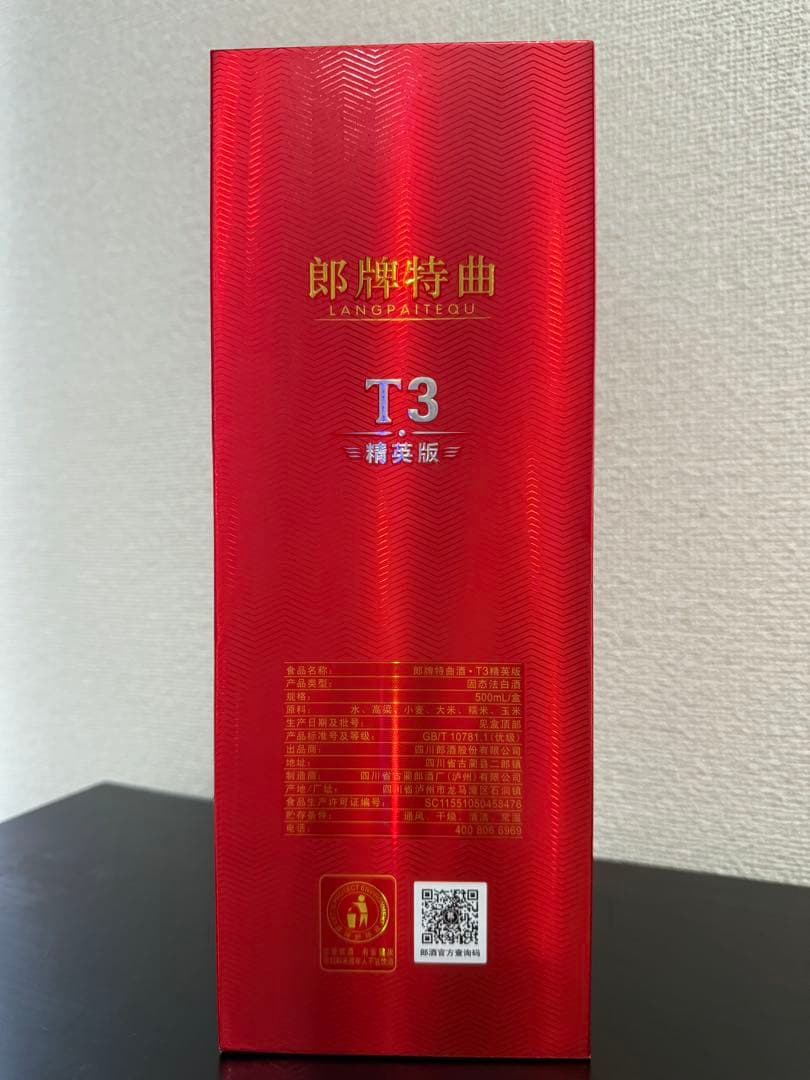 郎牌特曲
LANGPAITEQU
T3
精英版
食品名称: 郎牌特曲酒·T3精英版
产品类型: 固态法白酒
规格: 500mL/盒
原料: 水、高粱、小麦、大米、糯米、玉米
生产日期及批号: 见盒顶部
产品标准号及等级: GB/T 10781.1(优级)
出品商: 四川郎酒股份有限公司
地址: 四川省古蔺县二郎镇
制造商: 四川省古蔺郎酒厂(泸州)有限公司
产地/厂址: 四川省泸州市龙马潭区石洞镇
食品生产许可证编号: SC11551050458476
贮存条件: 通风、干燥、清洁、常温
电话: 400 806 6969
郎酒官方查询码